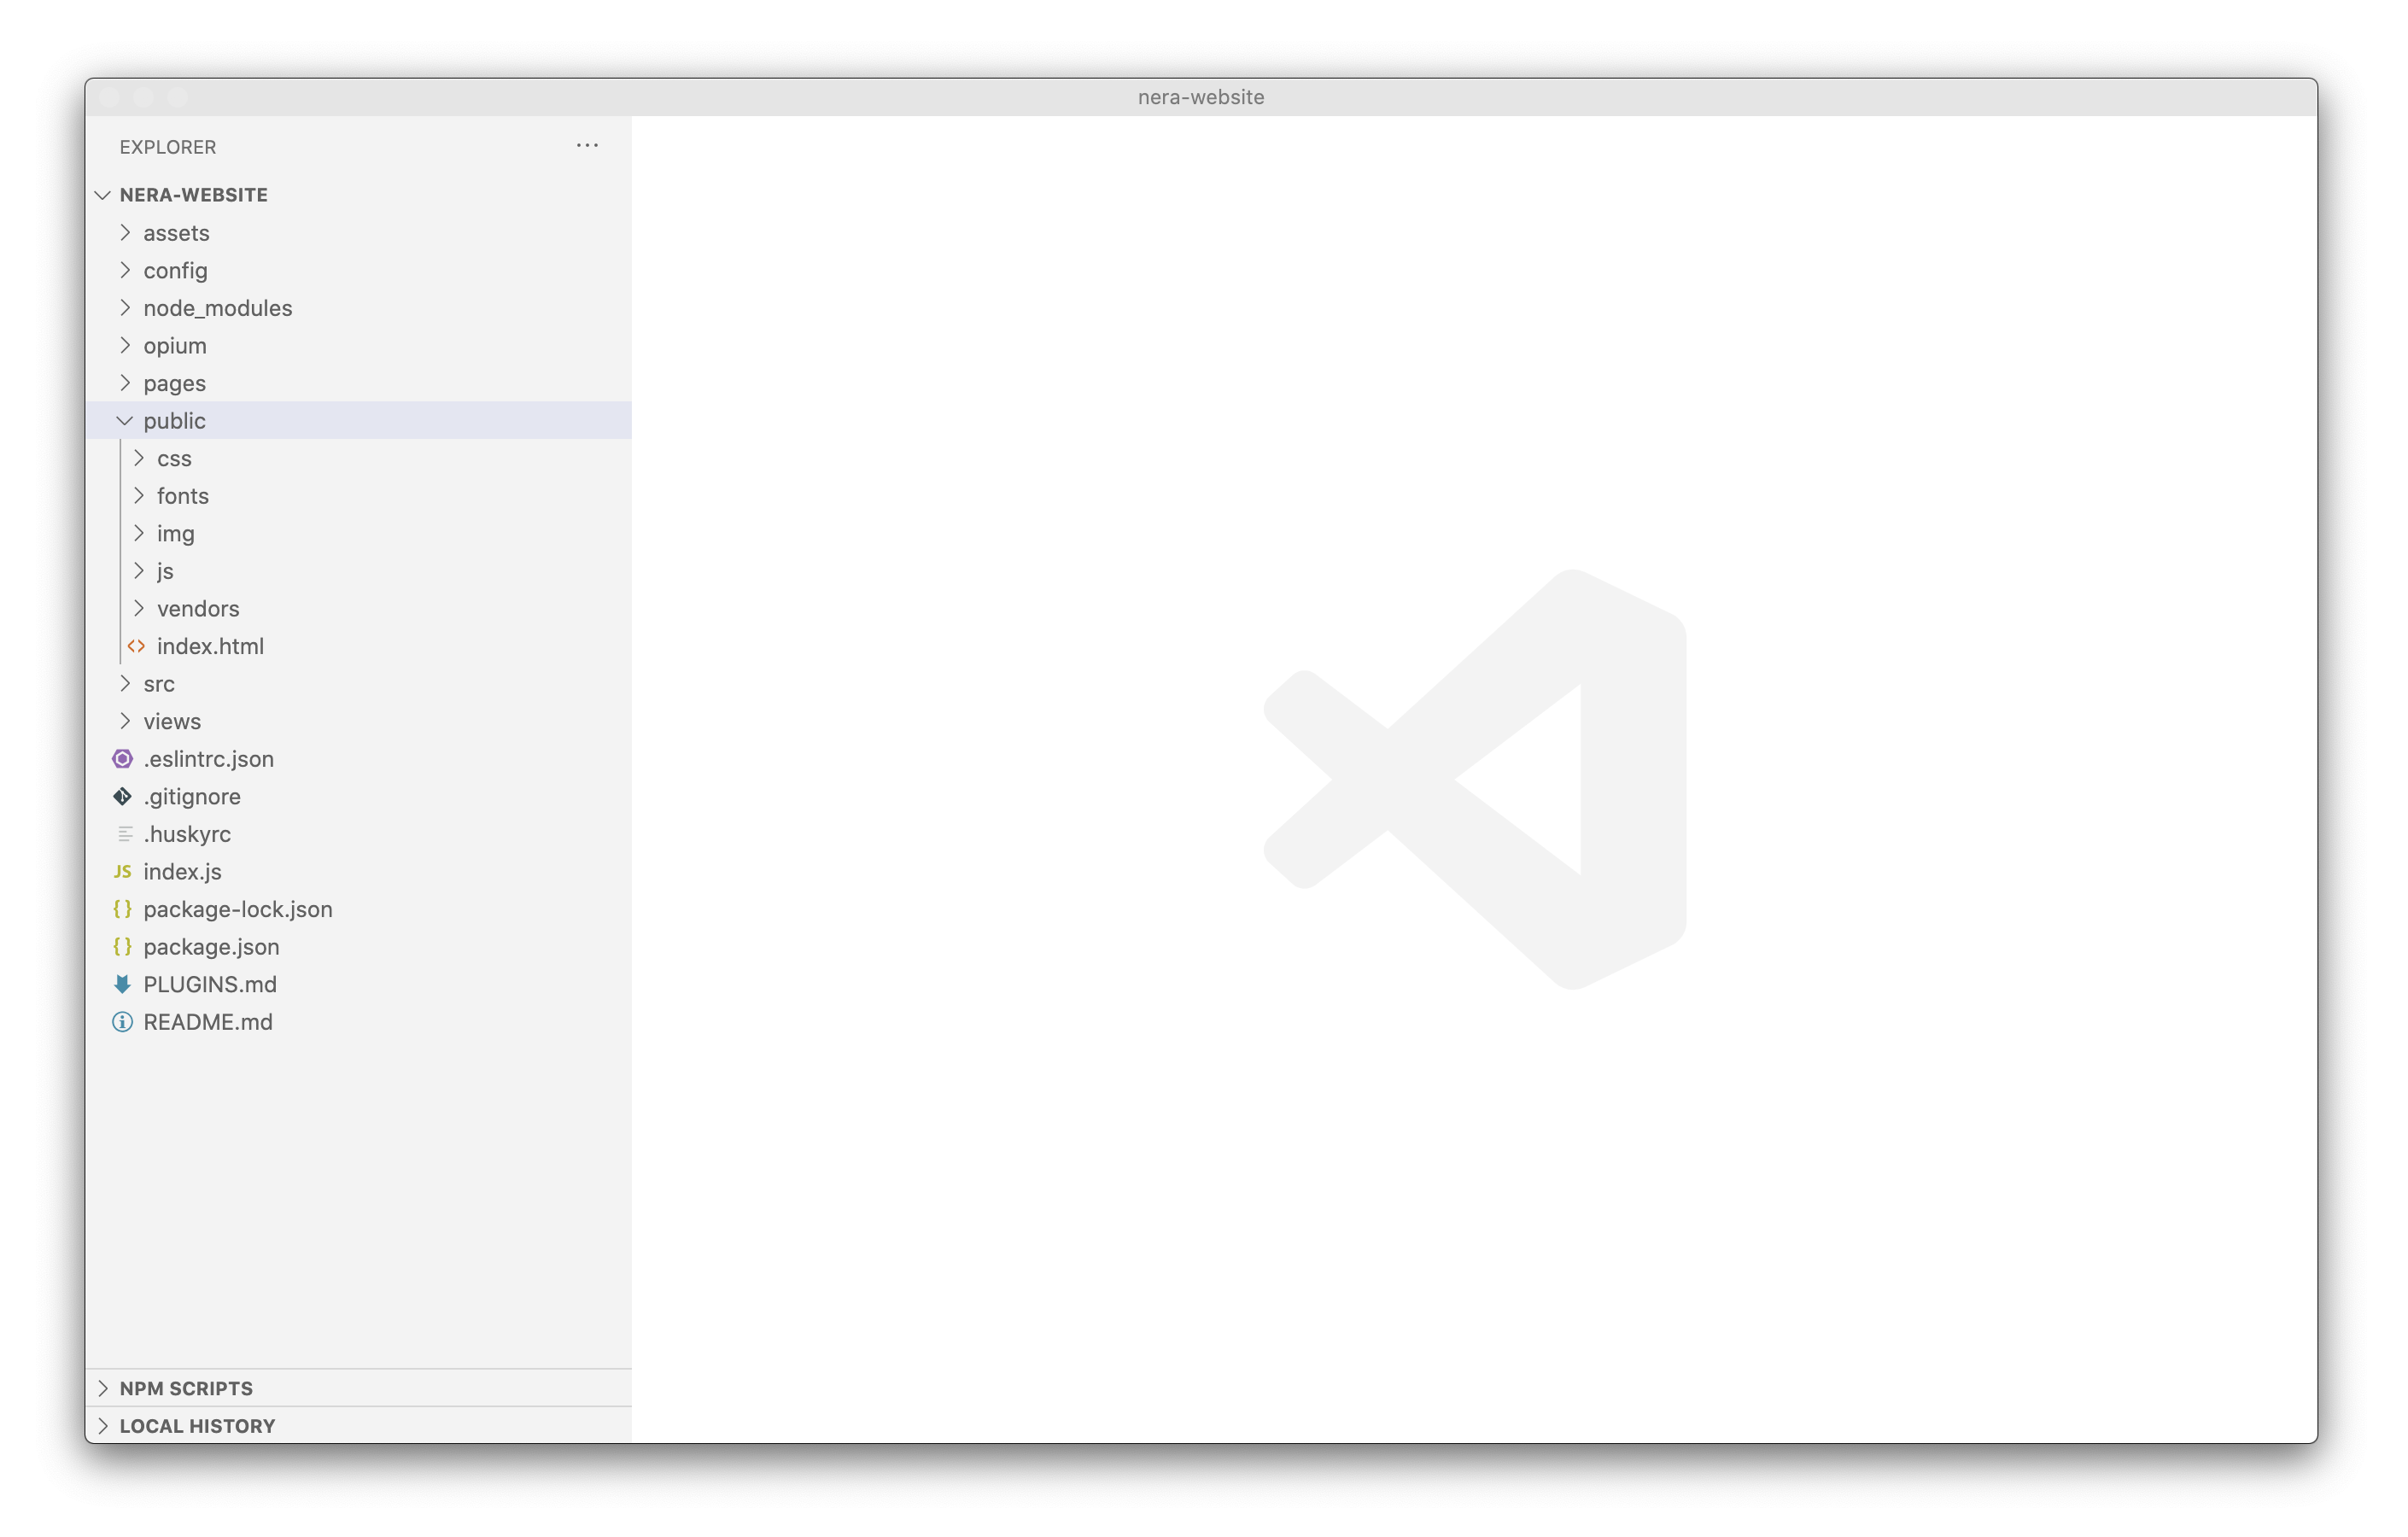 nera-website
EXPLORER
NERA-WEBSITE
assets
config
node_modules
opium
pages
public
css
fonts
img
js
vendors
index.html
src
views
.eslintrc.json
.gitignore
.huskyrc
JS index.js
{} package-lock.json
{} package.json
PLUGINS.md
README.md
NPM SCRIPTS
LOCAL HISTORY